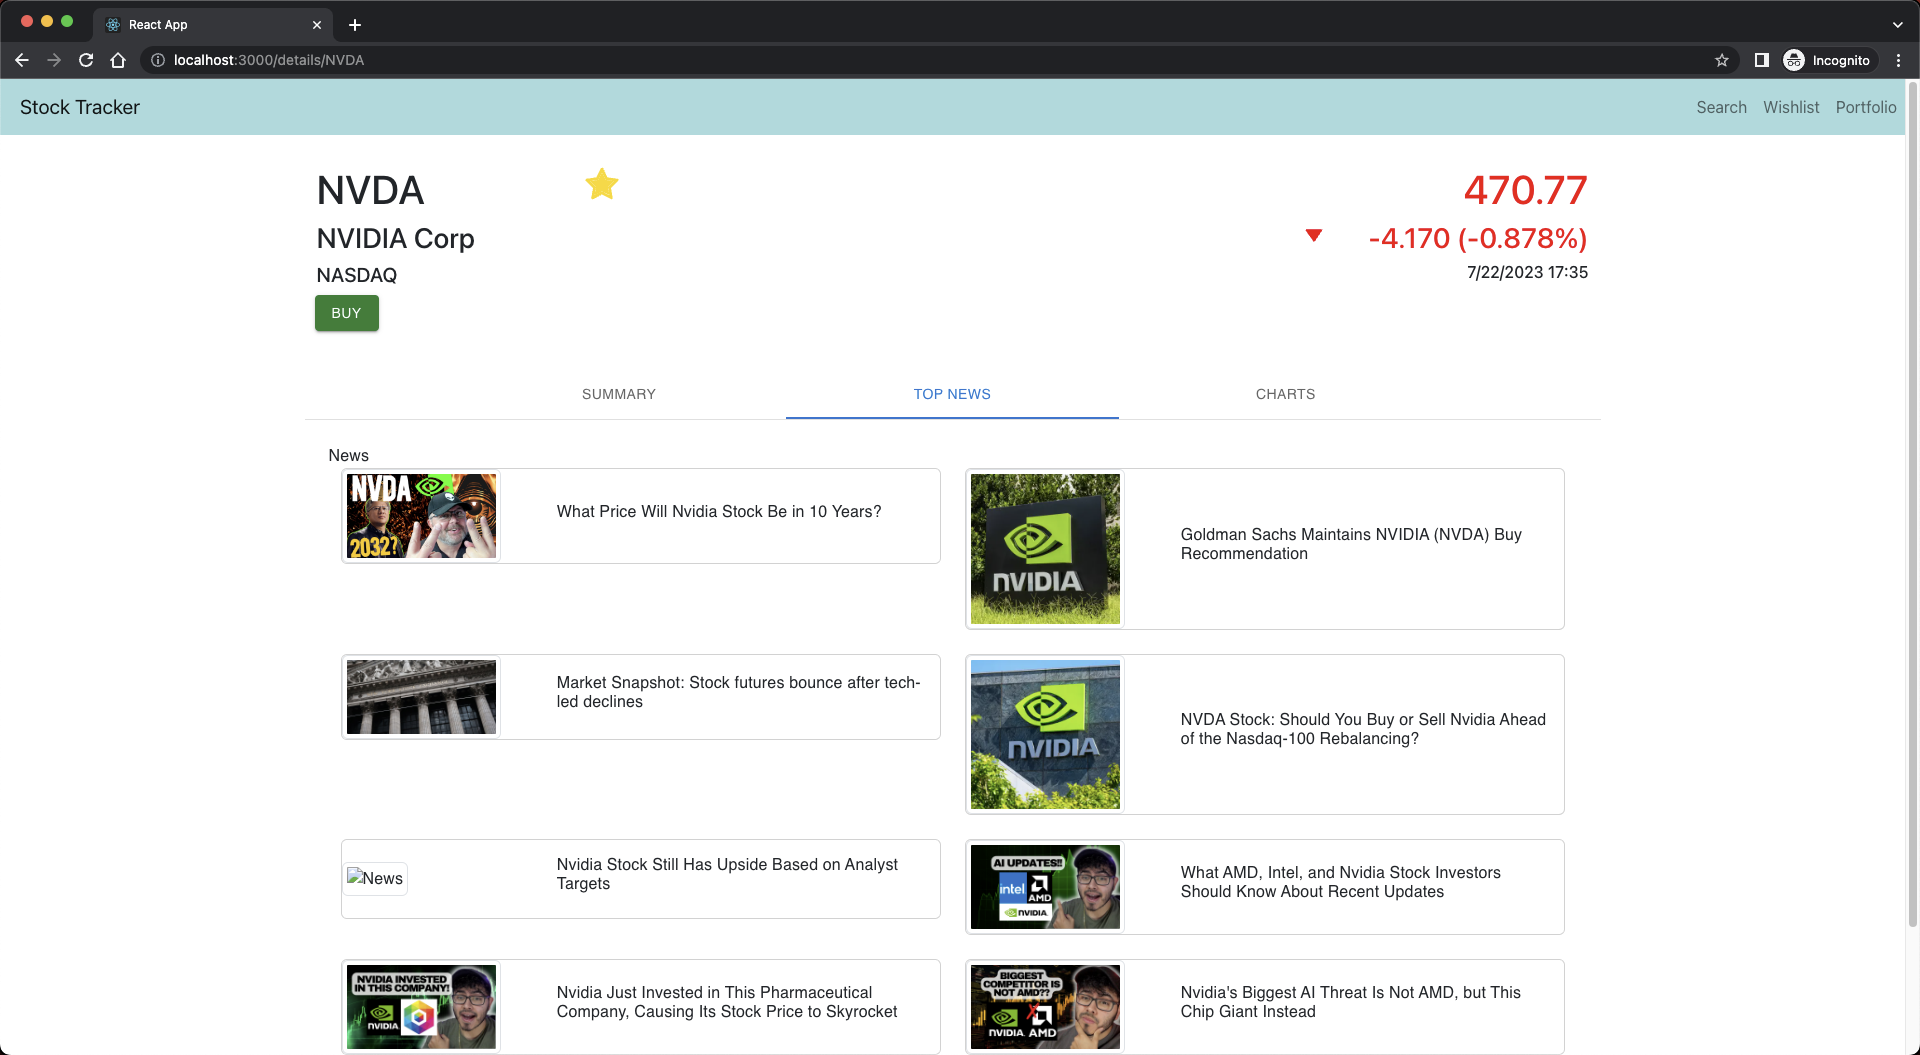 React App
localhost:3000/details/NVDA
Incognito
Stock Tracker
Search
Wishlist
Portfolio
NVDA
470.77
NVIDIA Corp
-4.170 (-0.878%)
NASDAQ
7/22/2023 17:35
BUY
SUMMARY
TOP NEWS
CHARTS
News
NVDA
2032?
What Price Will Nvidia Stock Be in 10 Years?
NVIDIA
Goldman Sachs Maintains NVIDIA (NVDA) Buy
Recommendation
Market Snapshot: Stock futures bounce after tech-
led declines
NVIDIA
NVDA Stock: Should You Buy or Sell Nvidia Ahead
of the Nasdaq-100 Rebalancing?
News
Nvidia Stock Still Has Upside Based on Analyst
Targets
AI UPDATES!!
intel
AMD
NVIDIA.
What AMD, Intel, and Nvidia Stock Investors
Should Know About Recent Updates
NVIDIA INVESTED
IN THIS COMPANY!
NVIDIA.
Nvidia Just Invested in This Pharmaceutical
Company, Causing Its Stock Price to Skyrocket
BIGGEST
COMPETITOR IS
NOT AMD??
NVIDIA. AMD
Nvidia's Biggest AI Threat Is Not AMD, but This
Chip Giant Instead